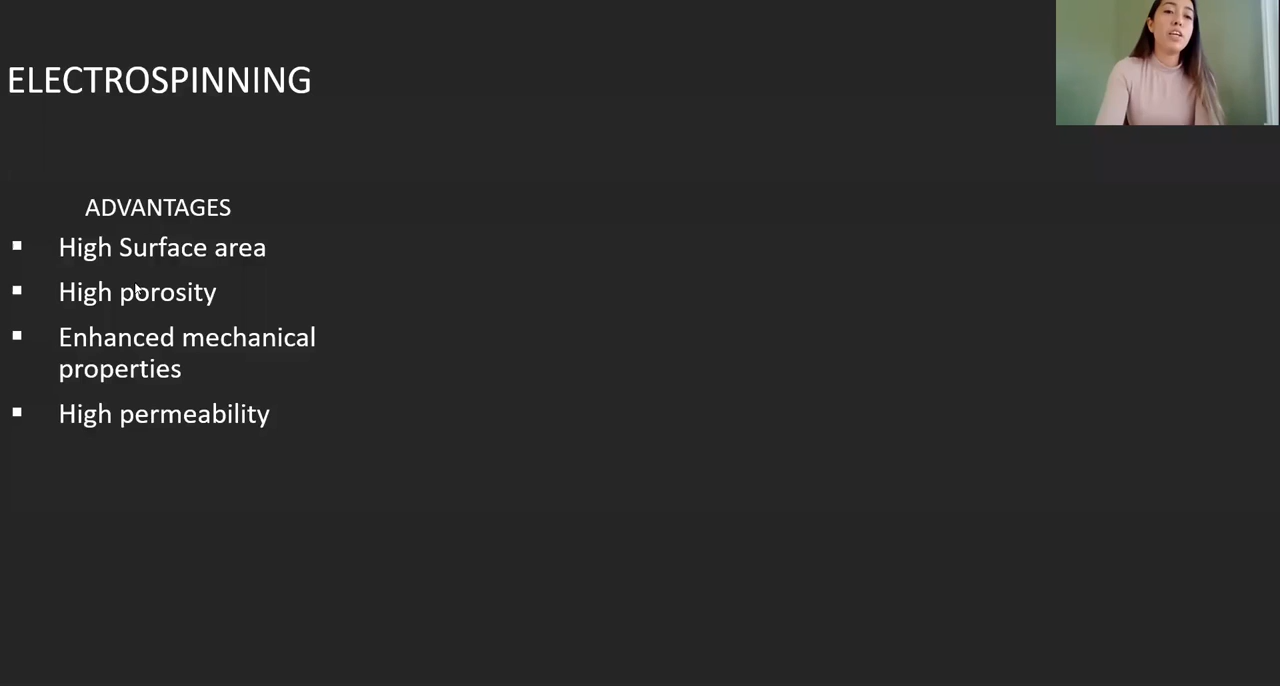 ELECTROSPINNING
ADVANTAGES
▪ High Surface area
▪ High porosity
▪ Enhanced mechanical
properties
▪ High permeability